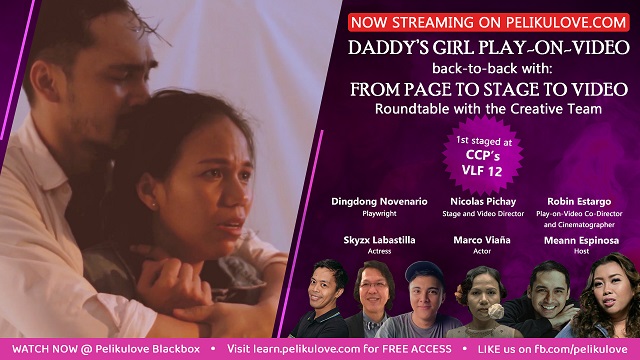 NOW STREAMING ON PELIKULOVE.COM
DADDY'S GIRL PLAY-ON-VIDEO
back-to-back with:
FROM PAGE TO STAGE TO VIDEO
Roundtable with the Creative Team
1st staged at
CCP's
VLF 12
Dingdong Novenario
Playwright
Nicolas Pichay
Stage and Video Director
Robin Estargo
Play-on-Video Co-Director
and Cinematographer
Skyzx Labastilla
Actress
Marco Viaña
Actor
Meann Espinosa
Host
WATCH NOW @ Pelikulove Blackbox • Visit learn.pelikulove.com for FREE ACCESS • LIKE us on fb.com/pelikulove